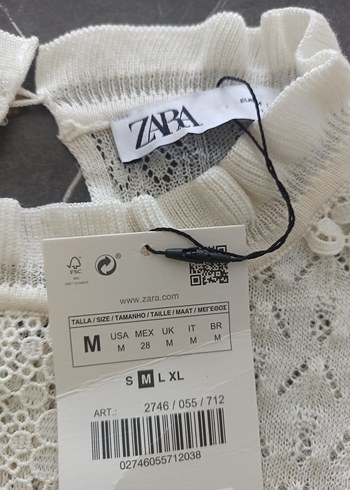 ZARA
FSC
www.zara.com
TALLA / SIZE / TAMANHO / TAILLE / MAAT / ΜΕΓΕΘΟΣ
M USA MEX UK IT BR
M 28 M M M
S M L XL
ART.: 2746 / 055 / 712
02746055712038